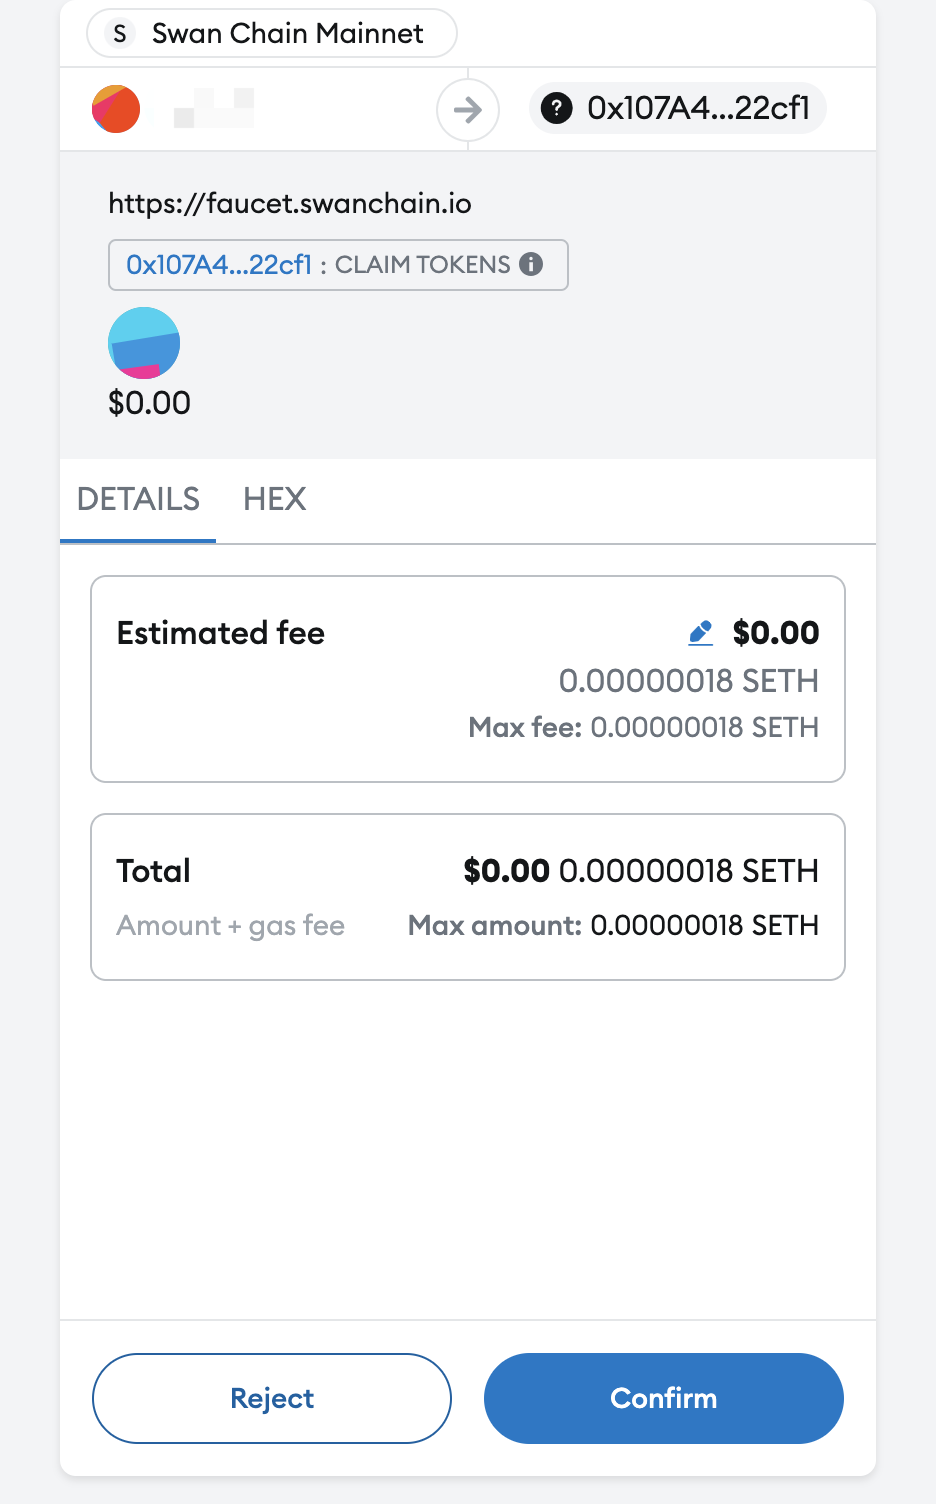 S Swan Chain Mainnet
? 0x107A4...22cf1
https://faucet.swanchain.io
0x107A4...22cf1 : CLAIM TOKENS i
$0.00
DETAILS HEX
Estimated fee $0.00
0.00000018 SETH
Max fee: 0.00000018 SETH
Total $0.00 0.00000018 SETH
Amount + gas fee Max amount: 0.00000018 SETH
Reject Confirm